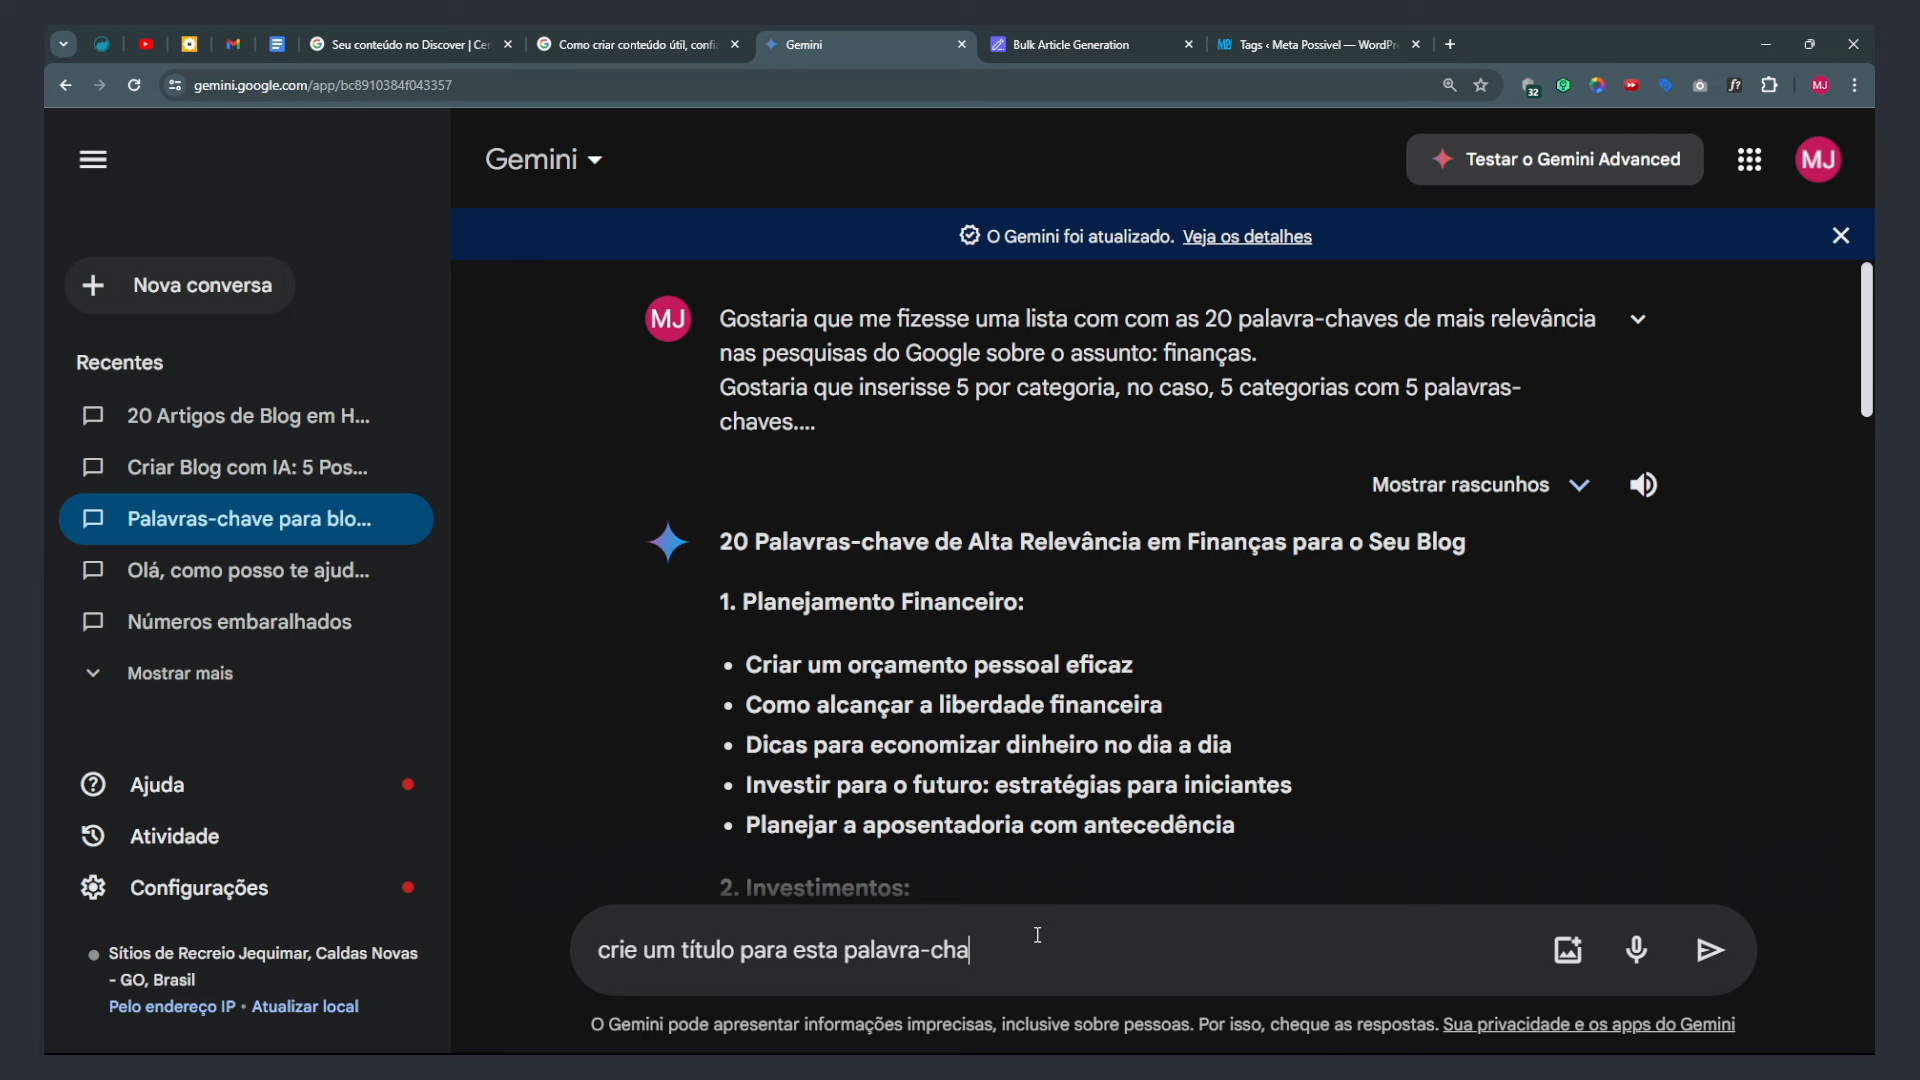 Seu conteúdo no Discover | Cer
Como criar conteúdo útil, confi
Gemini
Bulk Article Generation
MP Tags ‹ Meta Possivel — WordPr
gemini.google.com/app/bc8910384f043357
32
f?
MJ
Gemini
Testar o Gemini Advanced
MJ
O Gemini foi atualizado. Veja os detalhes
Nova conversa
Recentes
20 Artigos de Blog em H...
Criar Blog com IA: 5 Pos...
Palavras-chave para blo...
Olá, como posso te ajud...
Números embaralhados
Mostrar mais
Ajuda
Atividade
Configurações
Sítios de Recreio Jequimar, Caldas Novas
- GO, Brasil
Pelo endereço IP • Atualizar local
MJ
Gostaria que me fizesse uma lista com com as 20 palavra-chaves de mais relevância
nas pesquisas do Google sobre o assunto: finanças.
Gostaria que inserisse 5 por categoria, no caso, 5 categorias com 5 palavras-
chaves....
Mostrar rascunhos
20 Palavras-chave de Alta Relevância em Finanças para o Seu Blog
1. Planejamento Financeiro:
• Criar um orçamento pessoal eficaz
• Como alcançar a liberdade financeira
• Dicas para economizar dinheiro no dia a dia
• Investir para o futuro: estratégias para iniciantes
• Planejar a aposentadoria com antecedência
2. Investimentos:
crie um título para esta palavra-cha
O Gemini pode apresentar informações imprecisas, inclusive sobre pessoas. Por isso, cheque as respostas. Sua privacidade e os apps do Gemini